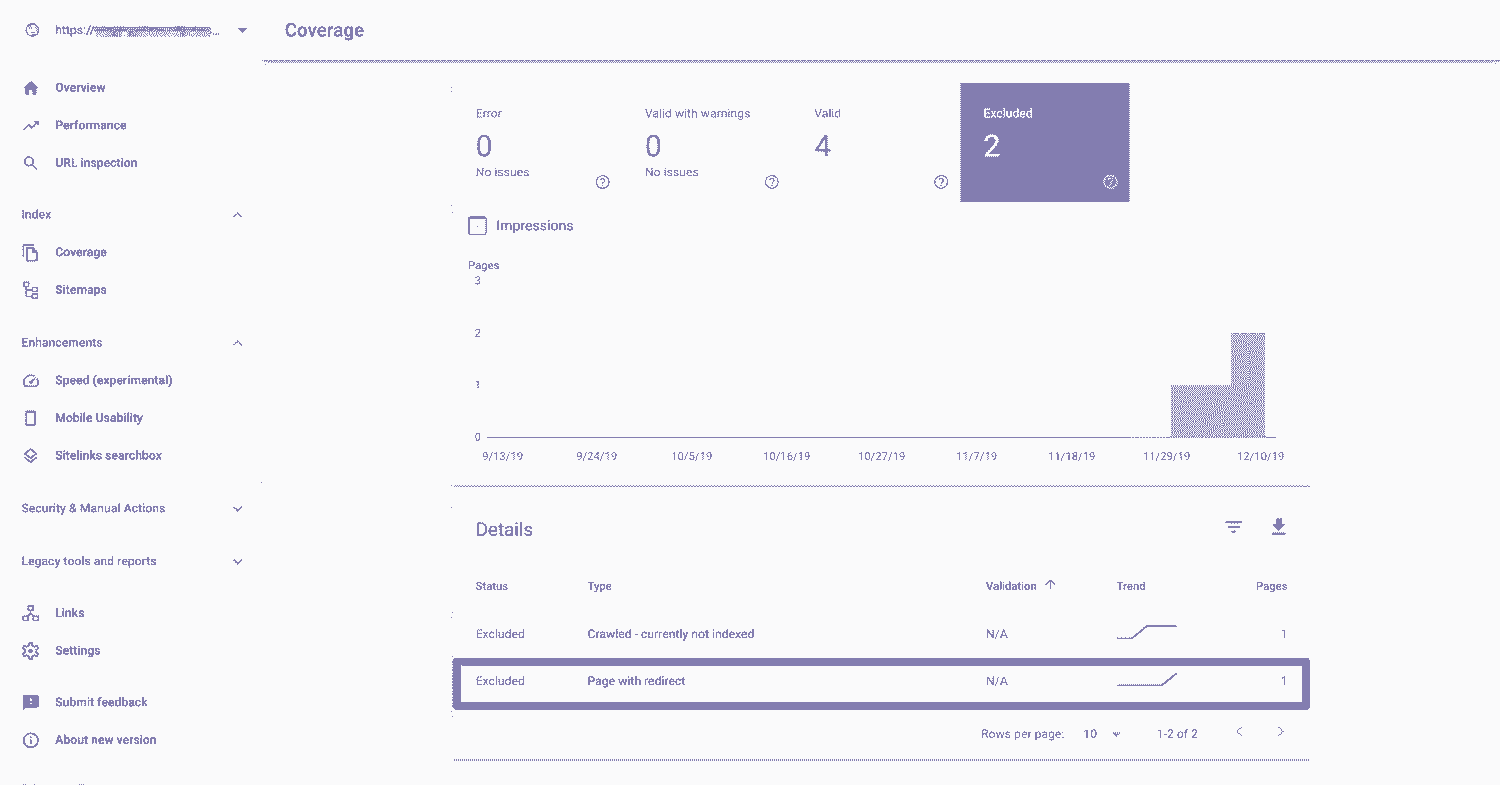 https://
Coverage
Overview
Performance
URL inspection
Index
Coverage
Sitemaps
Enhancements
Speed (experimental)
Mobile Usability
Sitelinks searchbox
Security & Manual Actions
Legacy tools and reports
Links
Settings
Submit feedback
About new version
Error
0
No issues
Valid with warnings
0
No issues
Valid
4
Excluded
2
Impressions
Pages
3
2
1
0
9/13/19 9/24/19 10/5/19 10/16/19 10/27/19 11/7/19 11/18/19 11/29/19 12/10/19
Details
Status Type Validation Trend Pages
Excluded Crawled - currently not indexed N/A 1
Excluded Page with redirect N/A 1
Rows per page: 10 1-2 of 2